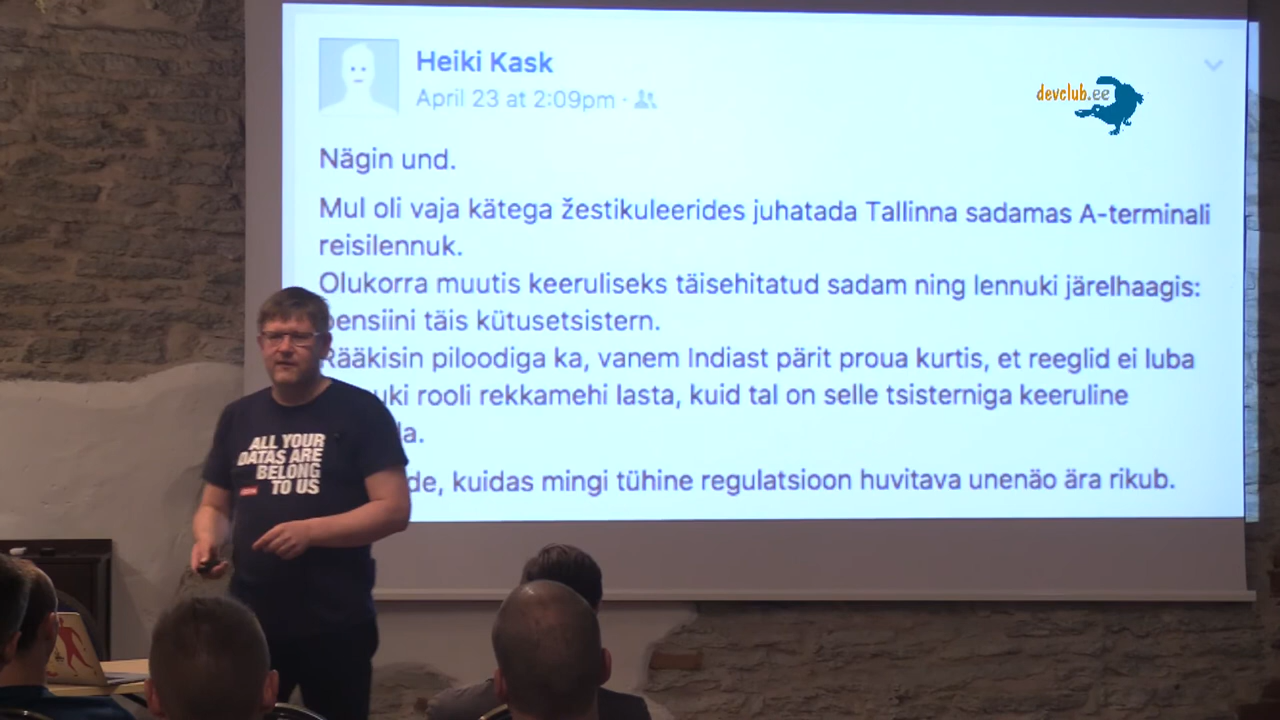 Heiki Kask
April 23 at 2:09pm ·
devclub.ee
Nägin und.
Mul oli vaja kätega žestikuleerides juhatada Tallinna sadamas A-terminali
reisilennuk.
Olukorra muutis keeruliseks täisehitatud sadam ning lennuki järelhaagis:
bensiini täis kütusetsistern.
Rääkisin piloodiga ka, vanem Indiast pärit proua kurtis, et reeglid ei luba
rooli rekkamehi lasta, kuid tal on selle tsisterniga keeruline
kuidas mingi tühine regulatsioon huvitava unenäo ära rikub.
ALL YOUR
DATAS ARE
BELONG
TO US